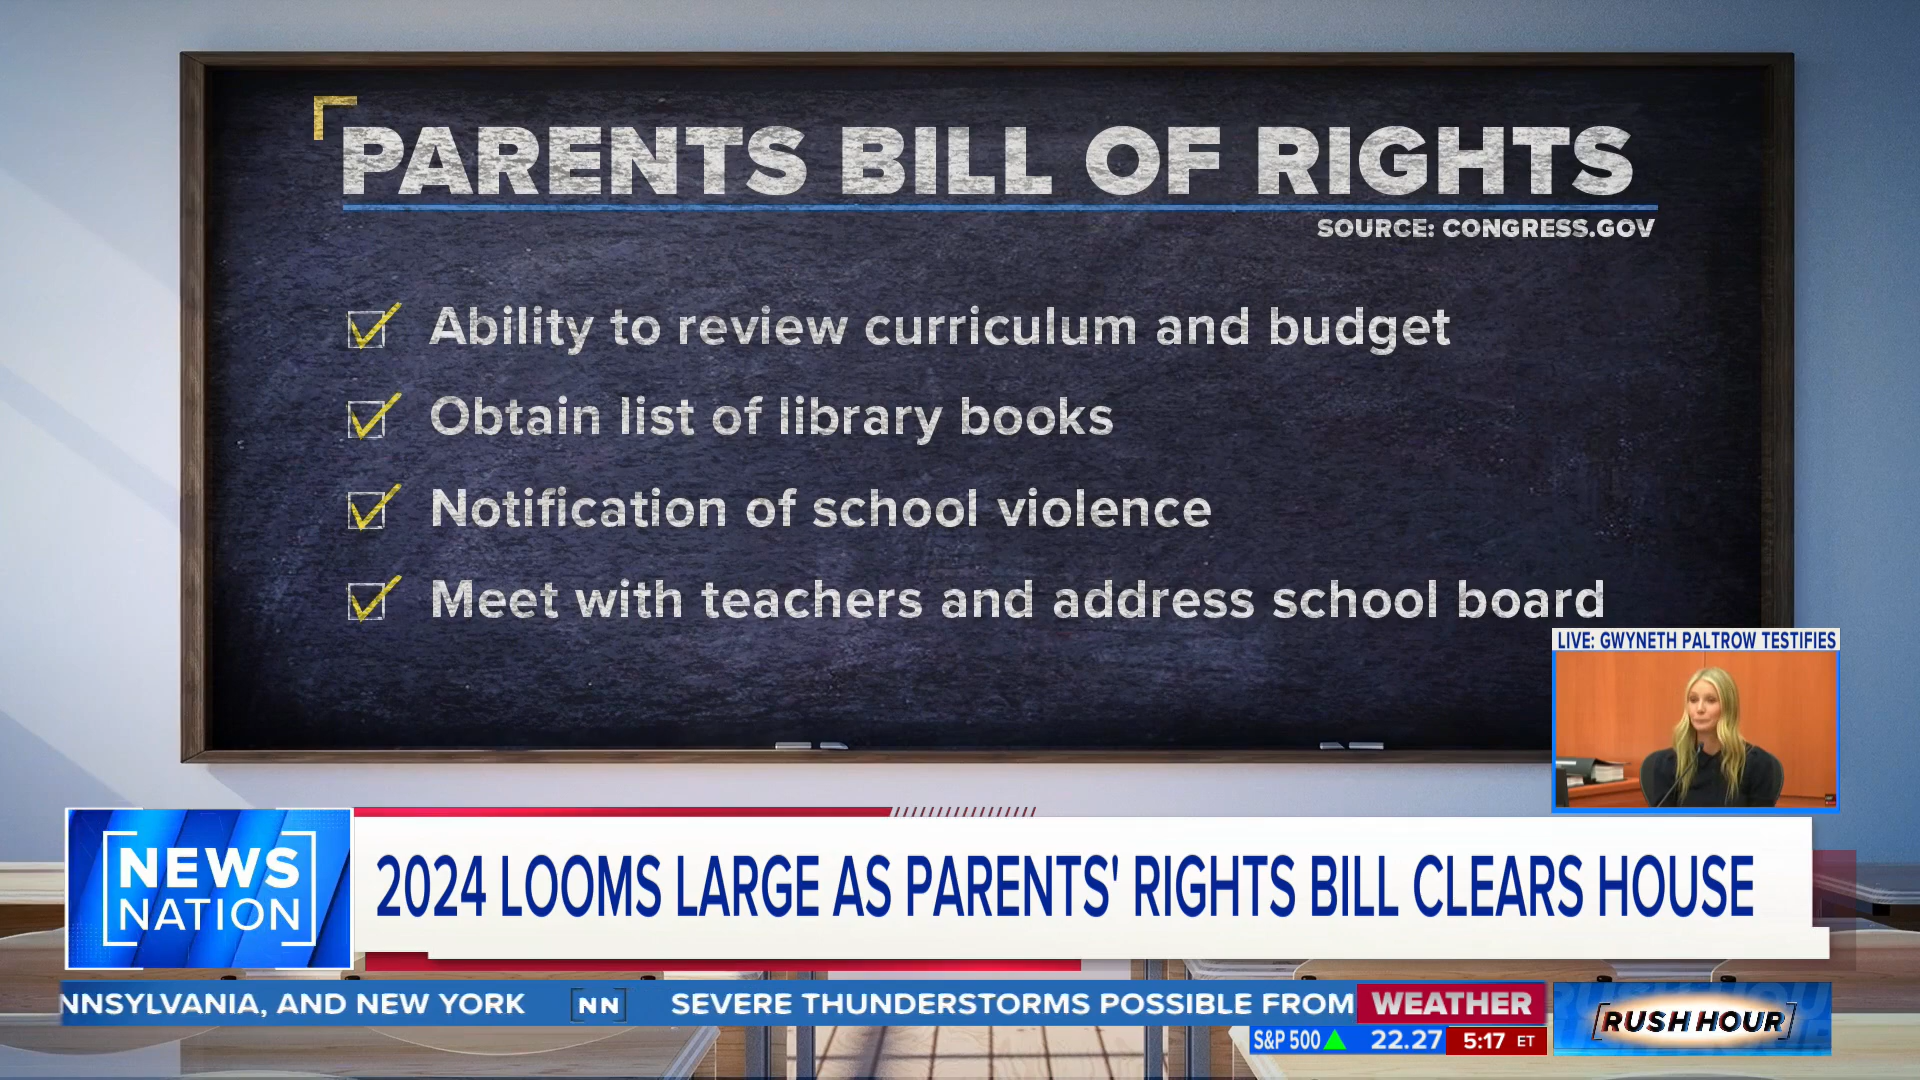 PARENTS BILL OF RIGHTS
SOURCE: CONGRESS.GOV
Ability to review curriculum and budget
Obtain list of library books
Notification of school violence
Meet with teachers and address school board
LIVE: GWYNETH PALTROW TESTIFIES
NEWS
NATION
2024 LOOMS LARGE AS PARENTS' RIGHTS BILL CLEARS HOUSE
NNSYLVANIA, AND NEW YORK NN SEVERE THUNDERSTORMS POSSIBLE FROM WEATHER
RUSH HOUR
S&P 500 22.27 5:17 ET